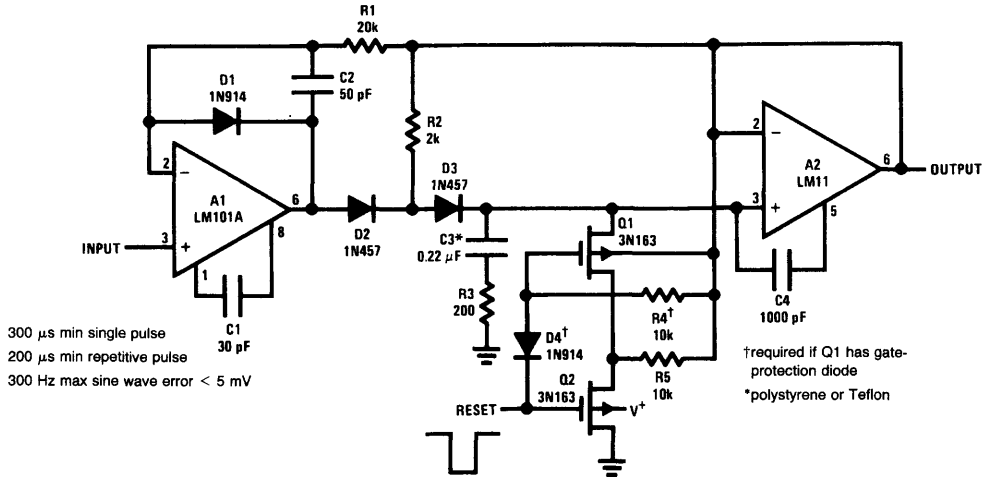 R1
20k
C2
50 pF
D1
1N914
R2
2k
2
−
A1
LM101A
6
8
3
+
1
INPUT
C1
30 pF
D2
1N457
D3
1N457
C3*
0.22 μF
R3
200
Q1
3N163
2
−
A2
LM11
6
OUTPUT
3
+
5
C4
1000 pF
R4†
10k
D4†
1N914
R5
10k
Q2
3N163
V+
RESET
300 μs min single pulse
200 μs min repetitive pulse
300 Hz max sine wave error < 5 mV
†required if Q1 has gate-
protection diode
*polystyrene or Teflon